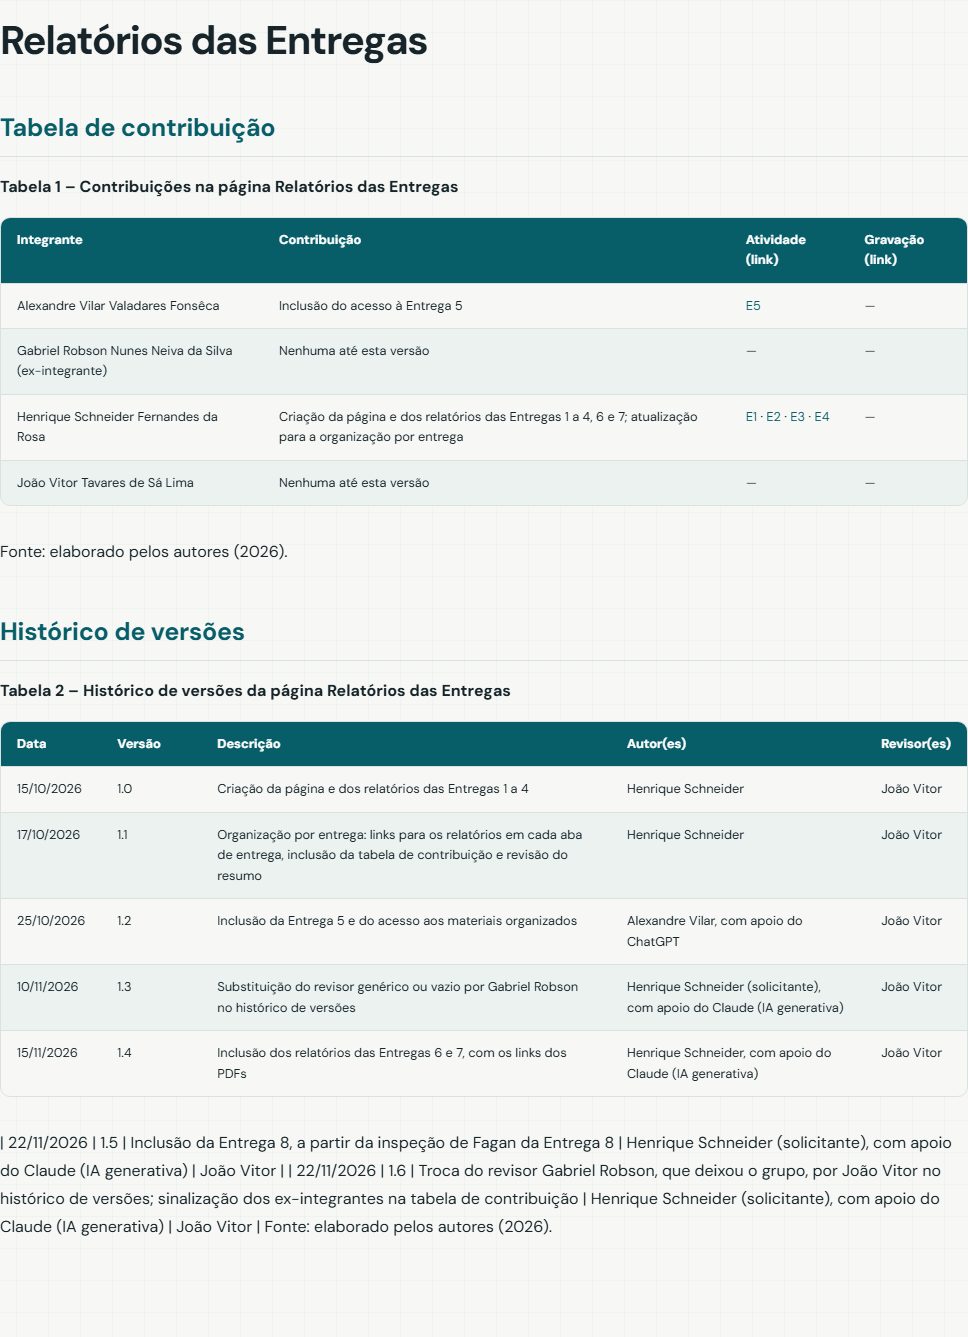 Relatórios das Entregas
Tabela de contribuição
Tabela 1 – Contribuições na página Relatórios das Entregas
Integrante Contribuição Atividade (link) Gravação (link)
Alexandre Vilar Valadares Fonsêca Inclusão do acesso à Entrega 5 E5 —
Gabriel Robson Nunes Neiva da Silva (ex-integrante) Nenhuma até esta versão — —
Henrique Schneider Fernandes da Rosa Criação da página e dos relatórios das Entregas 1 a 4, 6 e 7; atualização para a organização por entrega E1 · E2 · E3 · E4 —
João Vitor Tavares de Sá Lima Nenhuma até esta versão — —
Fonte: elaborado pelos autores (2026).
Histórico de versões
Tabela 2 – Histórico de versões da página Relatórios das Entregas
Data Versão Descrição Autor(es) Revisor(es)
15/10/2026 1.0 Criação da página e dos relatórios das Entregas 1 a 4 Henrique Schneider João Vitor
17/10/2026 1.1 Organização por entrega: links para os relatórios em cada aba de entrega, inclusão da tabela de contribuição e revisão do resumo Henrique Schneider João Vitor
25/10/2026 1.2 Inclusão da Entrega 5 e do acesso aos materiais organizados Alexandre Vilar, com apoio do ChatGPT João Vitor
10/11/2026 1.3 Substituição do revisor genérico ou vazio por Gabriel Robson no histórico de versões Henrique Schneider (solicitante), com apoio do Claude (IA generativa) João Vitor
15/11/2026 1.4 Inclusão dos relatórios das Entregas 6 e 7, com os links dos PDFs Henrique Schneider, com apoio do Claude (IA generativa) João Vitor
| 22/11/2026 | 1.5 | Inclusão da Entrega 8, a partir da inspeção de Fagan da Entrega 8 | Henrique Schneider (solicitante), com apoio
do Claude (IA generativa) | João Vitor | | 22/11/2026 | 1.6 | Troca do revisor Gabriel Robson, que deixou o grupo, por João Vitor no
histórico de versões; sinalização dos ex-integrantes na tabela de contribuição | Henrique Schneider (solicitante), com apoio do
Claude (IA generativa) | João Vitor | Fonte: elaborado pelos autores (2026).